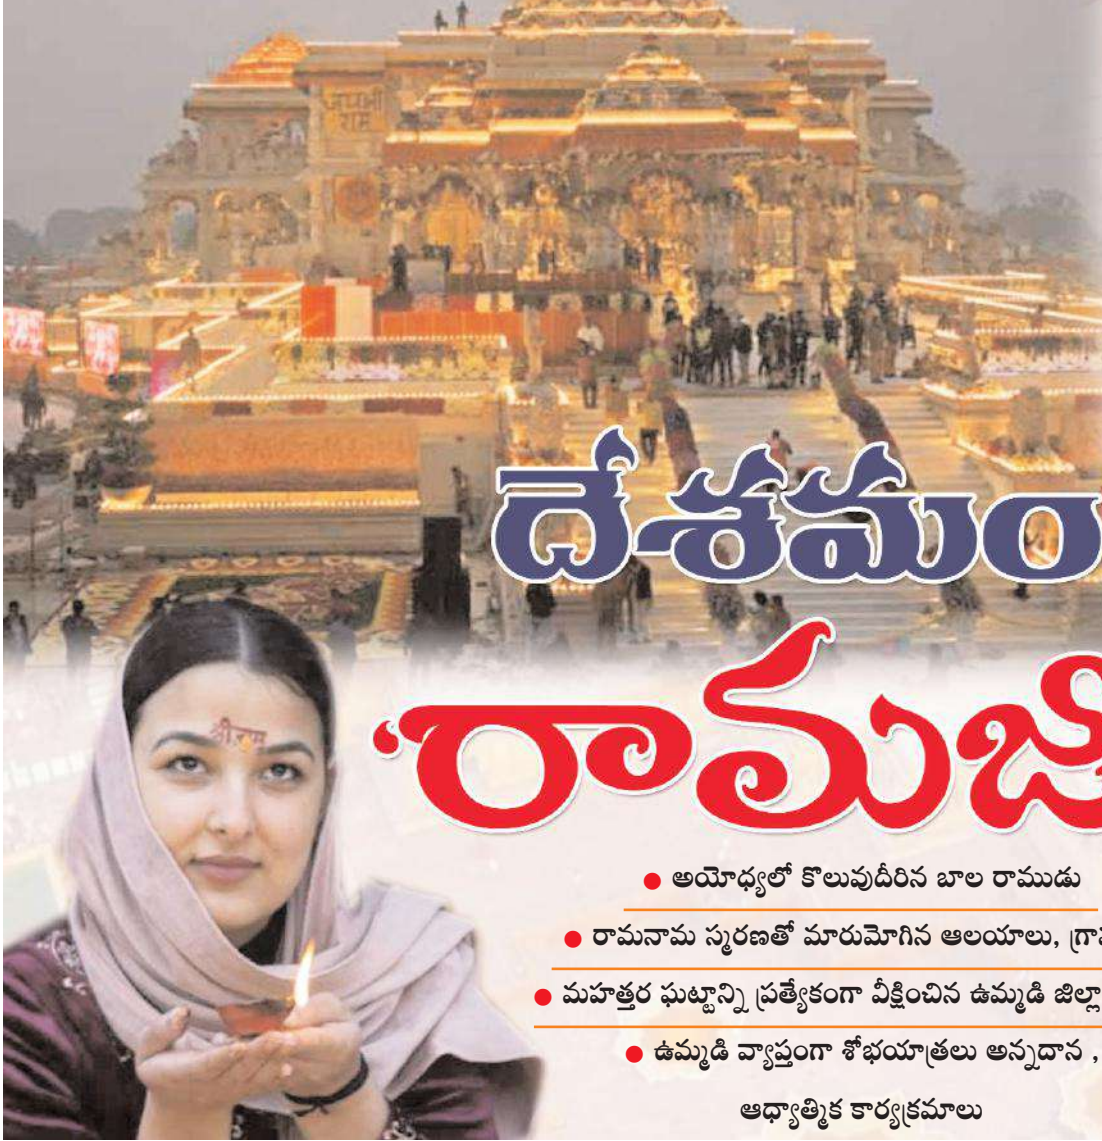 जय श्री
राम
దేశమం
श्रीराम
‘రామజ
● అయోధ్యలో కొలువుదీరిన బాల రాముడు
● రామనామ స్మరణతో మారుమోగిన ఆలయాలు,
● మహత్తర ఘట్టాన్ని ప్రత్యేకంగా వీక్షించిన ఉమ్మడి జిల్లా
● ఉమ్మడి వ్యాప్తంగా శోభయాత్రలు అన్నదాన ,
ఆధ్యాత్మిక కార్యక్రమాలు